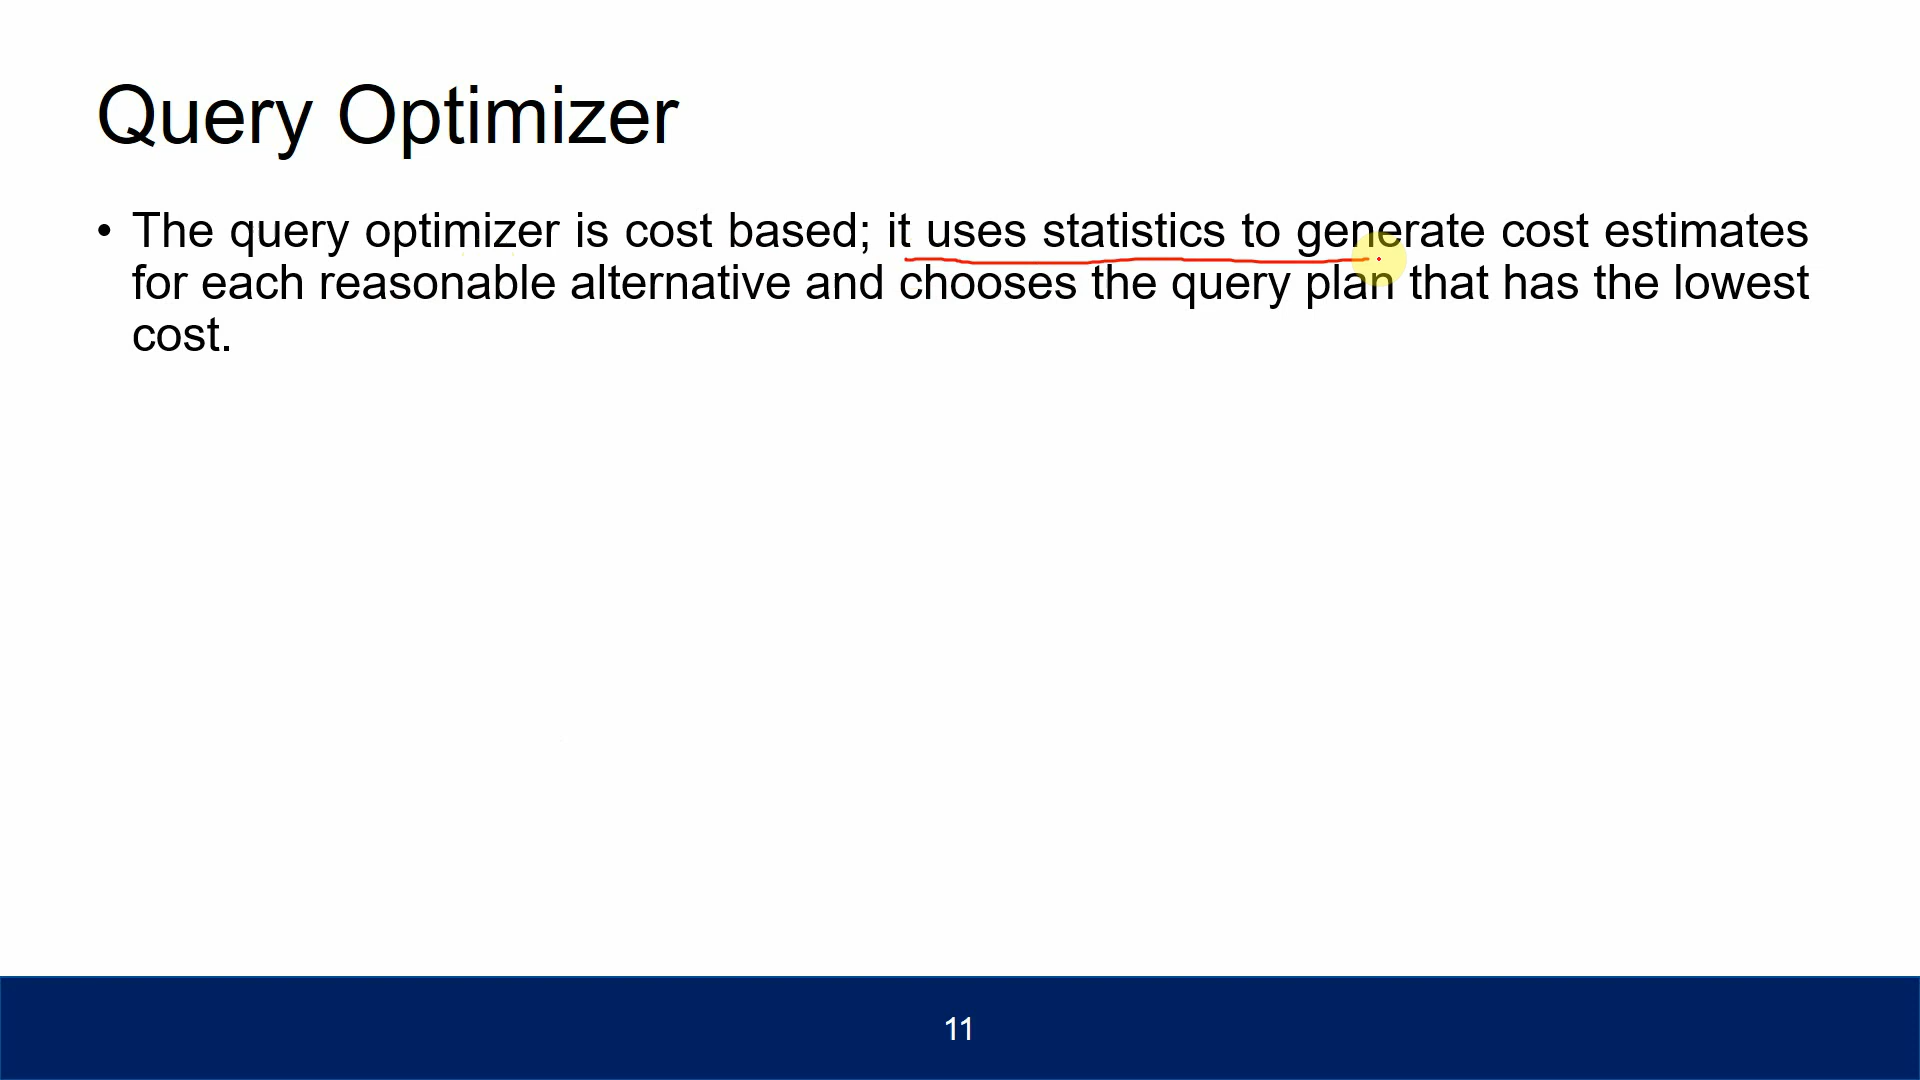 Query Optimizer
• The query optimizer is cost based; it uses statistics to generate cost estimates
for each reasonable alternative and chooses the query plan that has the lowest
cost.
11